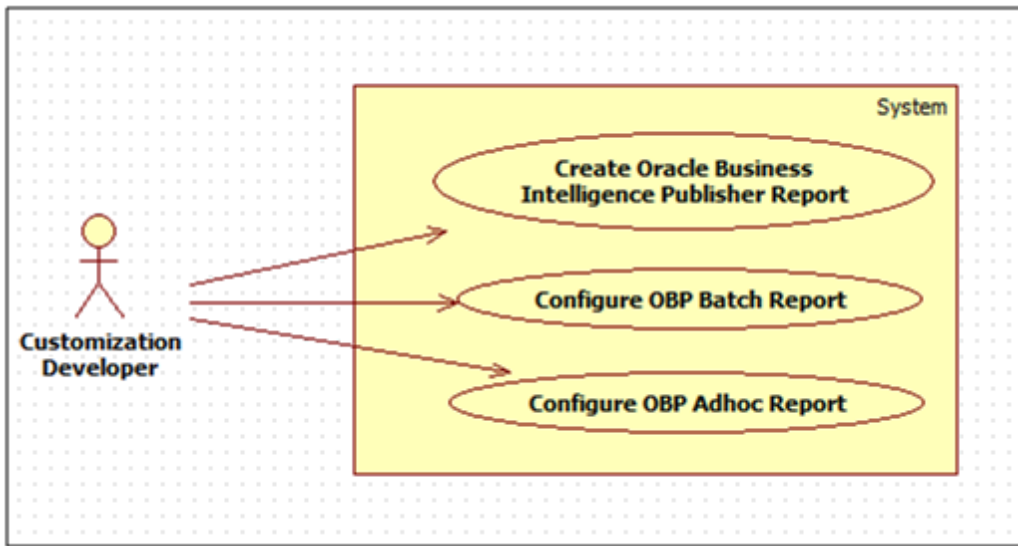 System
Create Oracle Business
Intelligence Publisher Report
Configure OBP Batch Report
Customization
Developer
Configure OBP Adhoc Report